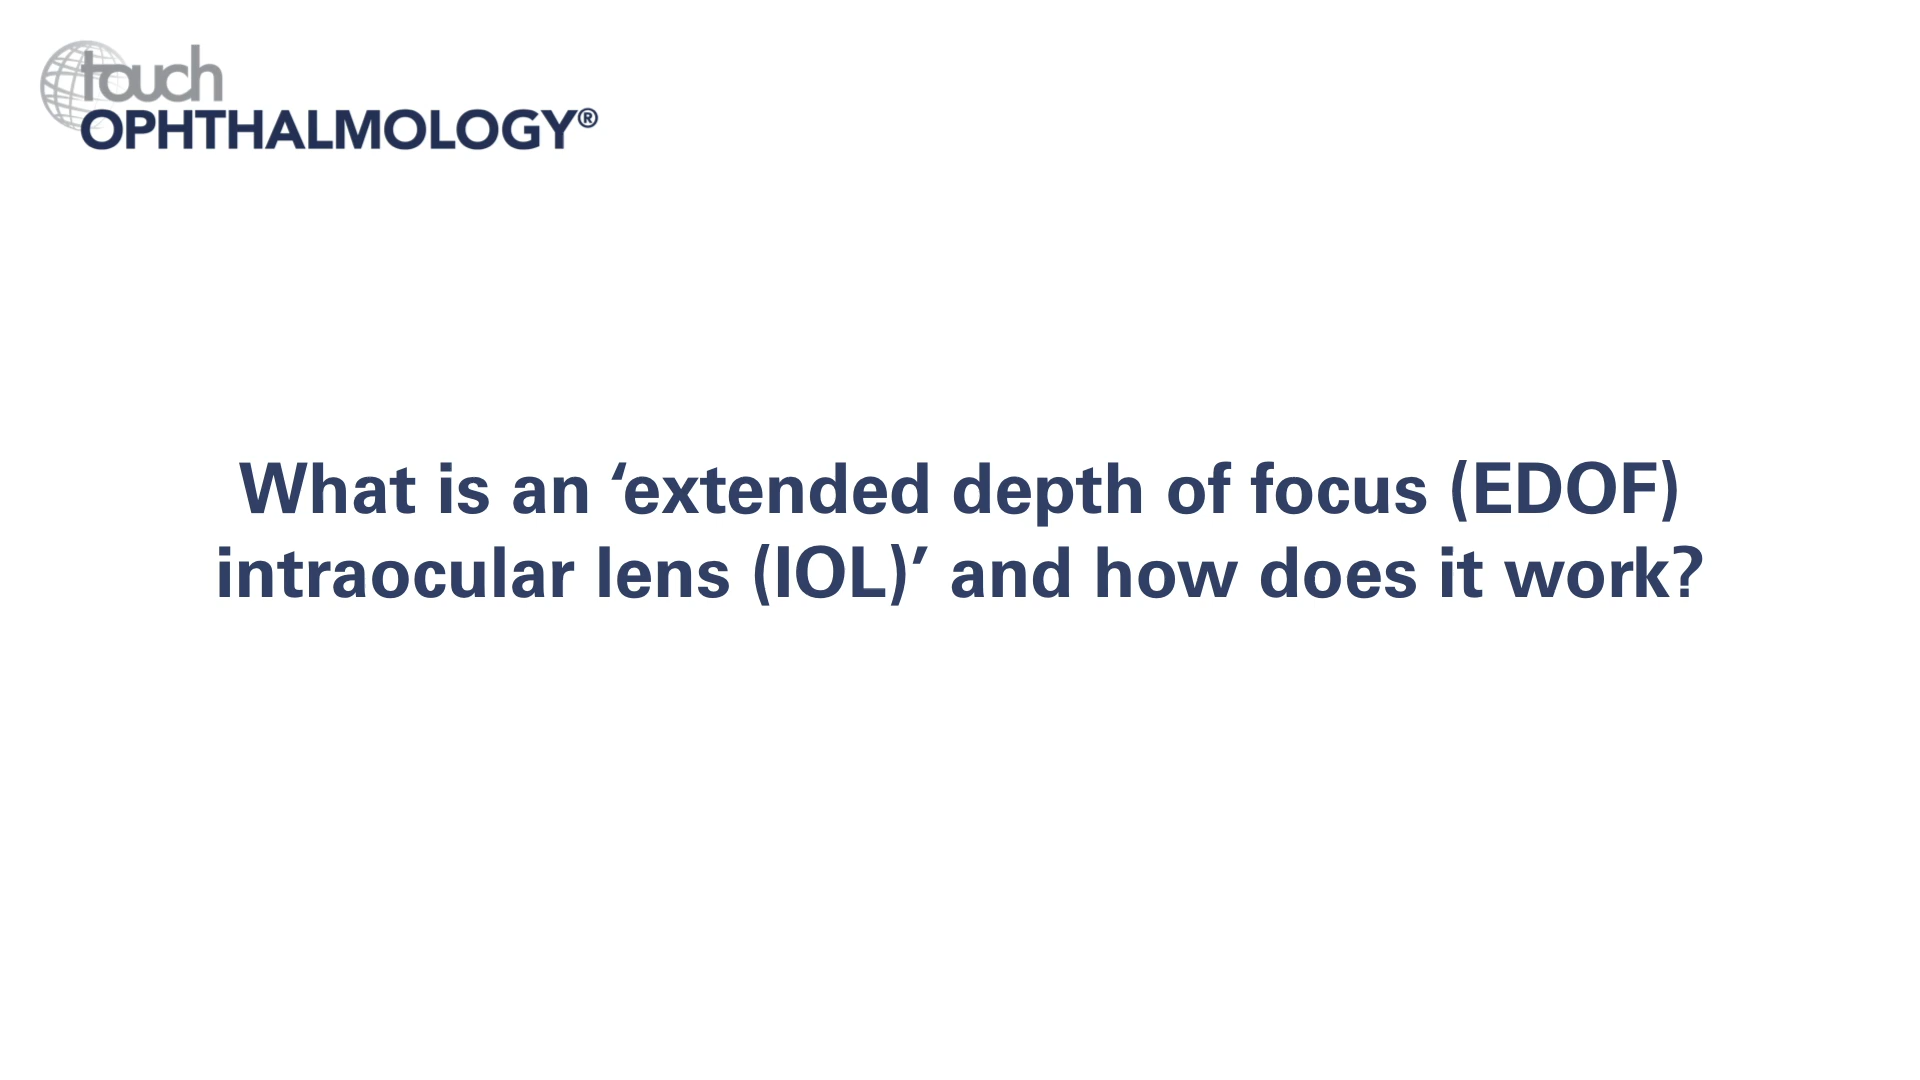 touch
OPHTHALMOLOGY®
What is an ‘extended depth of focus (EDOF)
intraocular lens (IOL)’ and how does it work?